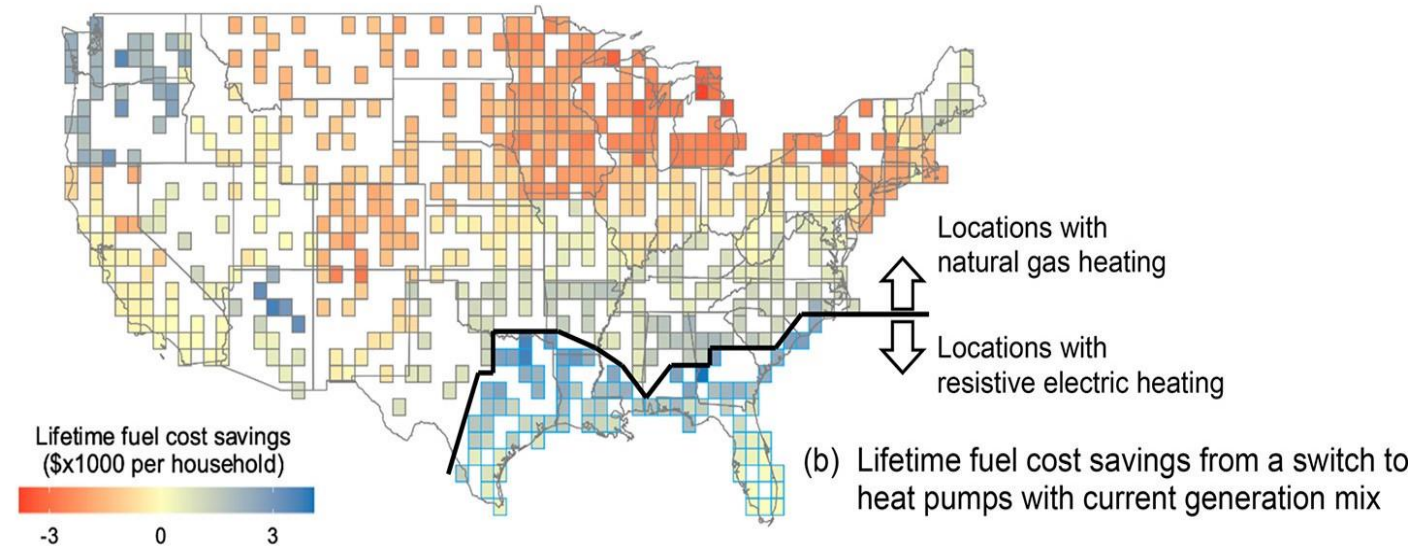 Locations with
natural gas heating
Locations with
resistive electric heating
Lifetime fuel cost savings
($x1000 per household)
-3 0 3
(b) Lifetime fuel cost savings from a switch to
heat pumps with current generation mix